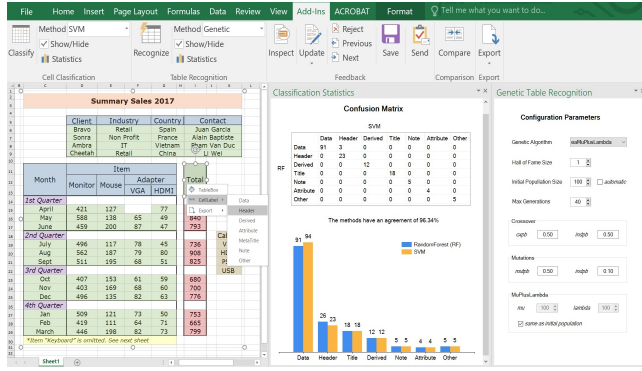 File Home Insert Page Layout Formulas Data Review View Add-Ins ACROBAT Format Tell me what you want to do...
Classify
Method SVM
Show/Hide
Statistics
Cell Classification
Recognize
Method Genetic
Show/Hide
Statistics
Table Recognition
Inspect
Update
Reject
Previous
Next
Save
Send
Feedback
Compare
Comparison
Export
Export
Summary Sales 2017
Client Industry Country Contact
Bravo Retail Spain Juan Garcia
Sonra Non Profit France Alain Baptiste
Ambra IT Vietnam Pham Van Duc
Cheetah Retail China Li Wei
Month Item Total
Monitor Mouse Adapter
VGA HDMI
1st Quarter
April 421 127 77
May 588 138 65 49 840
June 459 200 87 47 793
2nd Quarter
July 496 117 78 45 736
Aug 562 187 79 80 908
Sept 511 195 68 51 825
3rd Quarter
Oct 407 153 61 59 680
Nov 403 169 68 60 700
Dec 496 135 82 63 776
4th Quarter
Jan 509 121 73 50 753
Feb 419 111 64 71 665
March 446 198 82 73 799
*Item "Keyboard" is omitted. See next sheet
USB
TableBox
CellLabel
Export
Data
Header
Derived
Attribute
MetaTitle
Note
Other
Sheet1
Classification Statistics
Confusion Matrix
SVM
Data Header Derived Title Note Attribute Other
RF
Data 91 3 0 0 0 0 0
Header 0 23 0 0 0 0 0
Derived 0 0 12 0 0 0 0
Title 0 0 0 18 0 0 0
Note 0 0 0 0 5 0 0
Attribute 0 0 0 0 0 4 0
Other 0 0 0 0 0 0 5
The methods have an agreement of 96.34%
RandomForest (RF)
SVM
91 94 26 23 18 18 12 12 5 5 4 4 5 5
Data Header Title Derived Note Attribute Other
Genetic Table Recognition
Configuration Parameters
Genetic Algorithm eaMuPlusLambda
Hall of Fame Size 1
Initial Population Size 100 automate
Max Generations 40
Crossover
cxpb 0.50 indpb 0.50
Mutations
mutpb 0.50 indpb 0.10
MuPlusLambda
mu 100 lambda 100
same as initial population